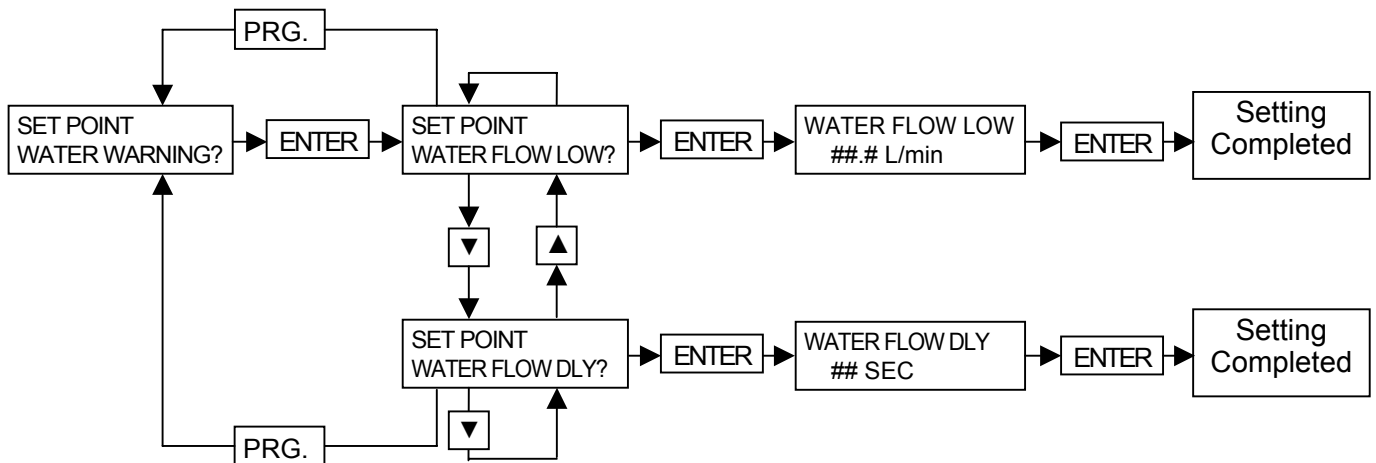 PRG.
SET POINT
WATER WARNING?
ENTER
SET POINT
WATER FLOW LOW?
ENTER
WATER FLOW LOW
##.# L/min
ENTER
Setting
Completed
▼
▲
SET POINT
WATER FLOW DLY?
ENTER
WATER FLOW DLY
## SEC
ENTER
Setting
Completed
▼
PRG.